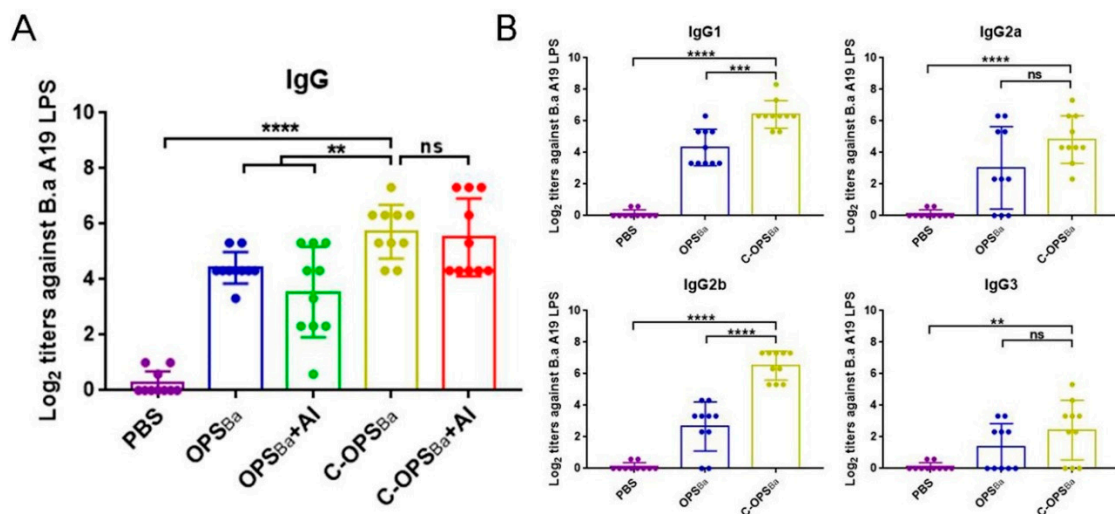 A
IgG
Log₂ titers against B.a A19 LPS
10
8
6
4
2
0
****
**
ns
PBS
OPSBa
OPSBa+Al
C-OPSBa
C-OPSBa+Al
B
IgG1
Log₂ titers against B.a A19 LPS
10
8
6
4
2
0
****
***
PBS
OPSBa
C-OPSBa
IgG2a
Log₂ titers against B.a A19 LPS
10
8
6
4
2
0
****
ns
PBS
OPSBa
C-OPSBa
IgG2b
Log₂ titers against B.a A19 LPS
10
8
6
4
2
0
****
****
PBS
OPSBa
C-OPSBa
IgG3
Log₂ titers against B.a A19 LPS
10
8
6
4
2
0
**
ns
PBS
OPSBa
C-OPSBa